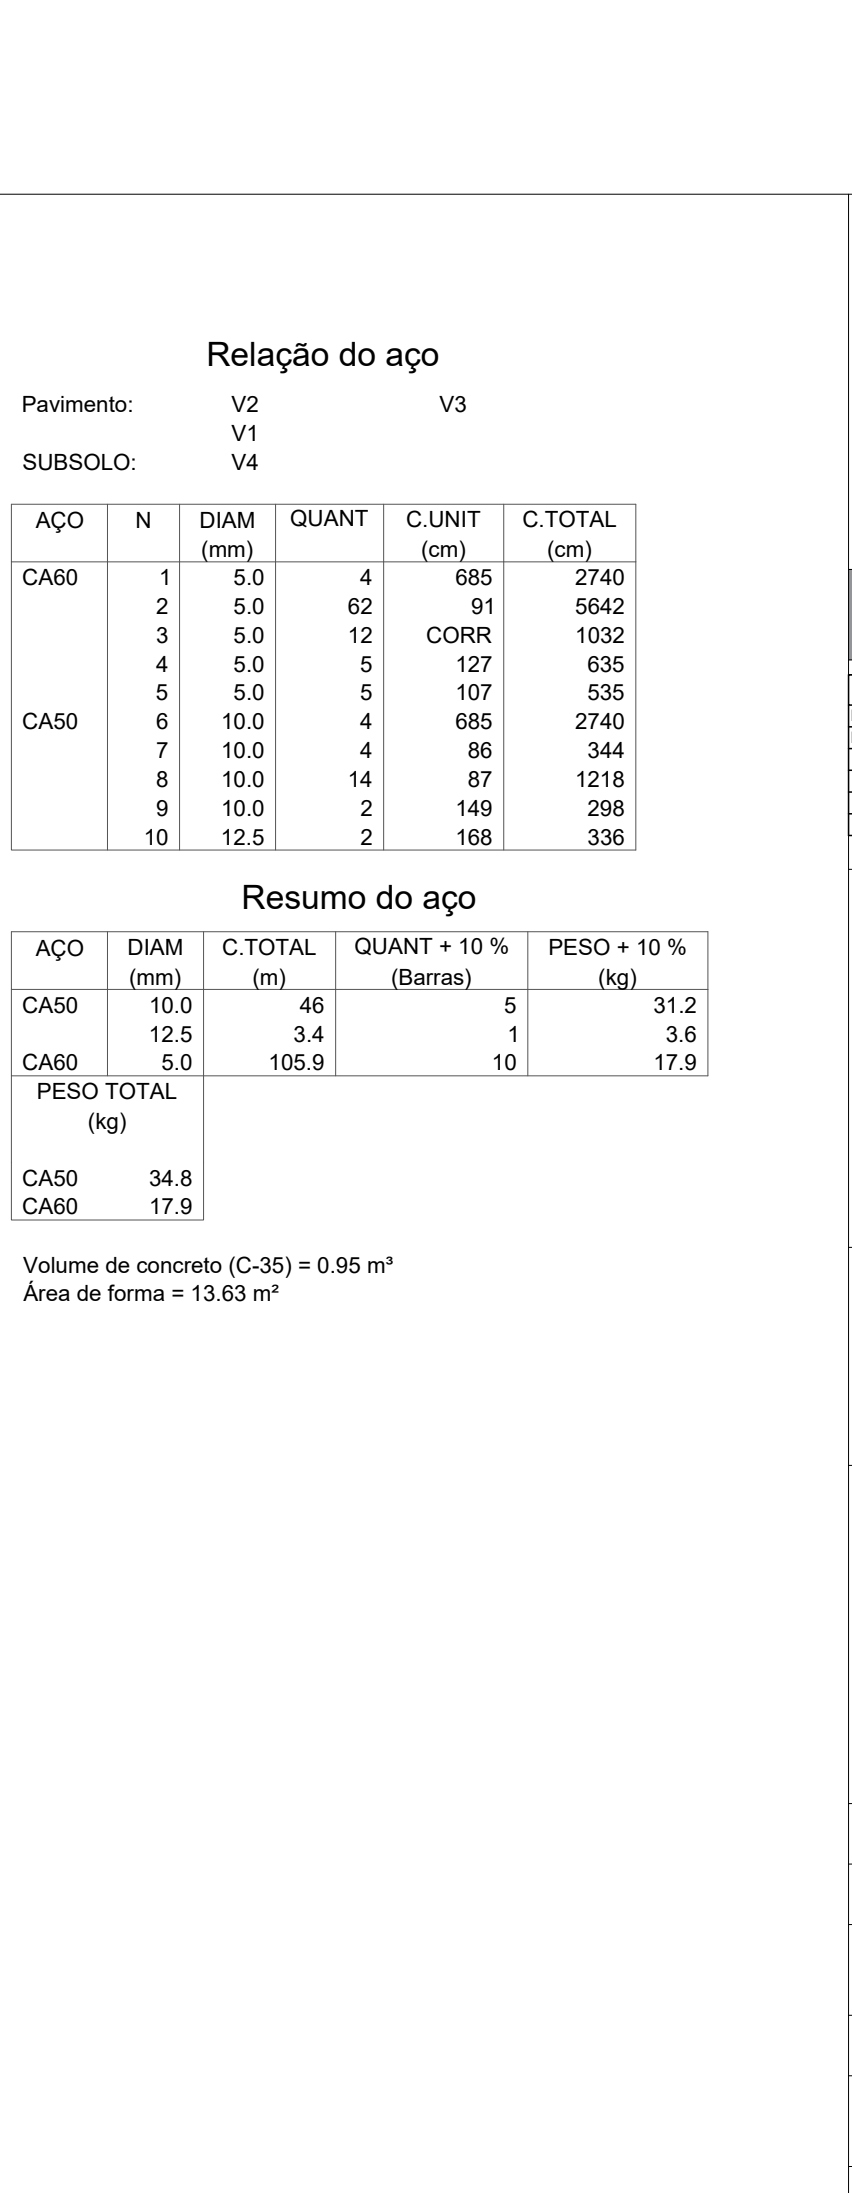 Relação do aço
Pavimento: V2 V3
V1
SUBSOLO: V4
AÇO N DIAM QUANT C.UNIT C.TOTAL
(mm) (cm) (cm)
CA60 1 5.0 4 685 2740
2 5.0 62 91 5642
3 5.0 12 CORR 1032
4 5.0 5 127 635
5 5.0 5 107 535
CA50 6 10.0 4 685 2740
7 10.0 4 86 344
8 10.0 14 87 1218
9 10.0 2 149 298
10 12.5 2 168 336
Resumo do aço
AÇO DIAM C.TOTAL QUANT + 10 % PESO + 10 %
(mm) (m) (Barras) (kg)
CA50 10.0 46 5 31.2
12.5 3.4 1 3.6
CA60 5.0 105.9 10 17.9
PESO TOTAL
(kg)
CA50 34.8
CA60 17.9
Volume de concreto (C-35) = 0.95 m³
Área de forma = 13.63 m²